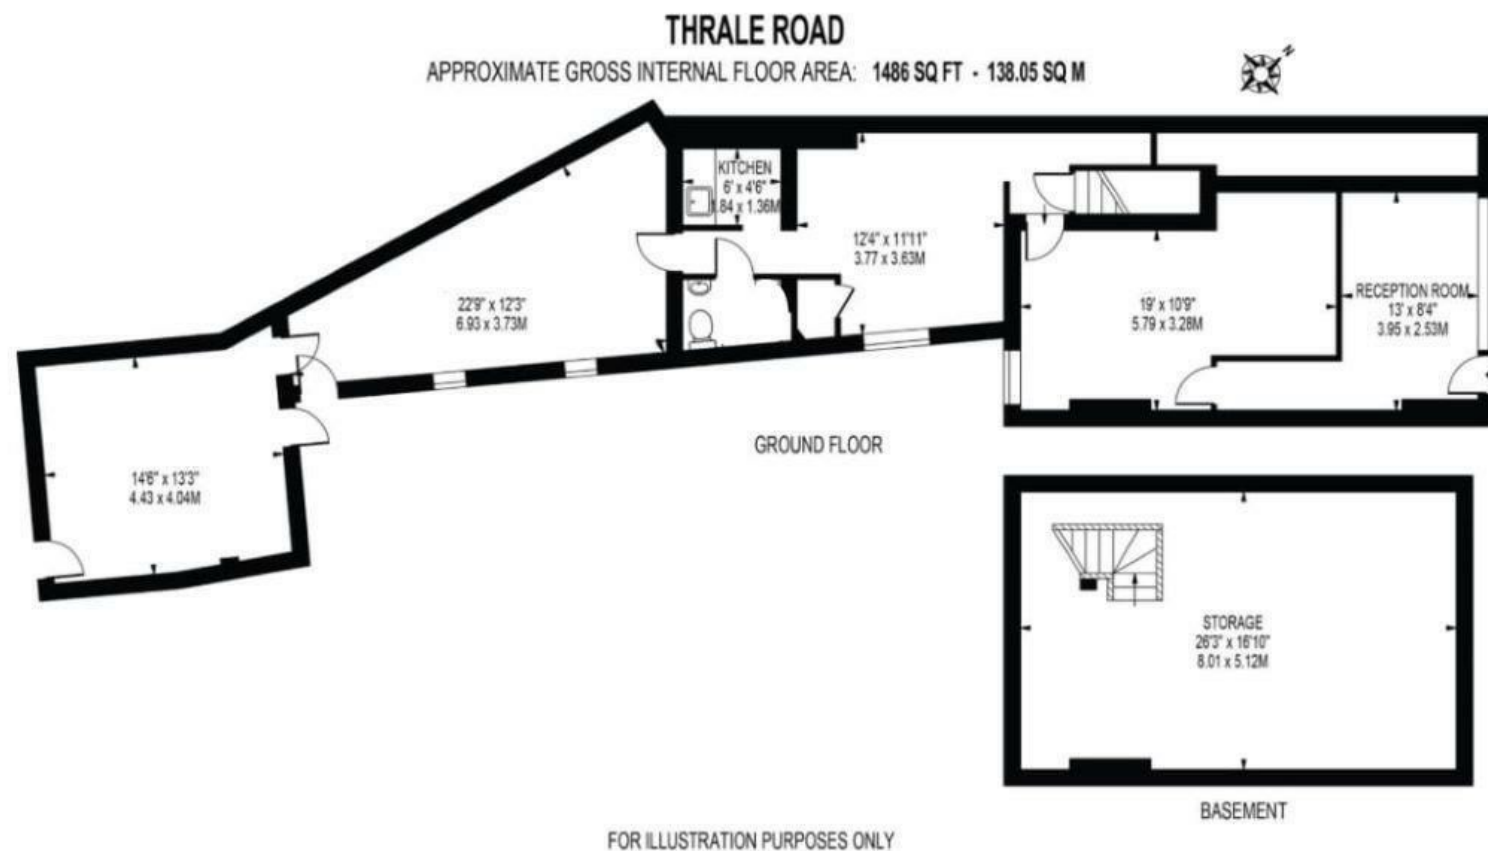 THRALE ROAD
APPROXIMATE GROSS INTERNAL FLOOR AREA: 1486 SQ FT - 138.05 SQ M
N
KITCHEN
6' x 4'6"
1.84 x 1.36M
12'4" x 11'11"
3.77 x 3.63M
22'9" x 12'3"
6.93 x 3.73M
19' x 10'9"
5.79 x 3.28M
RECEPTION ROOM
13' x 8'4"
3.95 x 2.53M
14'6" x 13'3"
4.43 x 4.04M
GROUND FLOOR
STORAGE
26'3" x 16'10"
8.01 x 5.12M
BASEMENT
FOR ILLUSTRATION PURPOSES ONLY